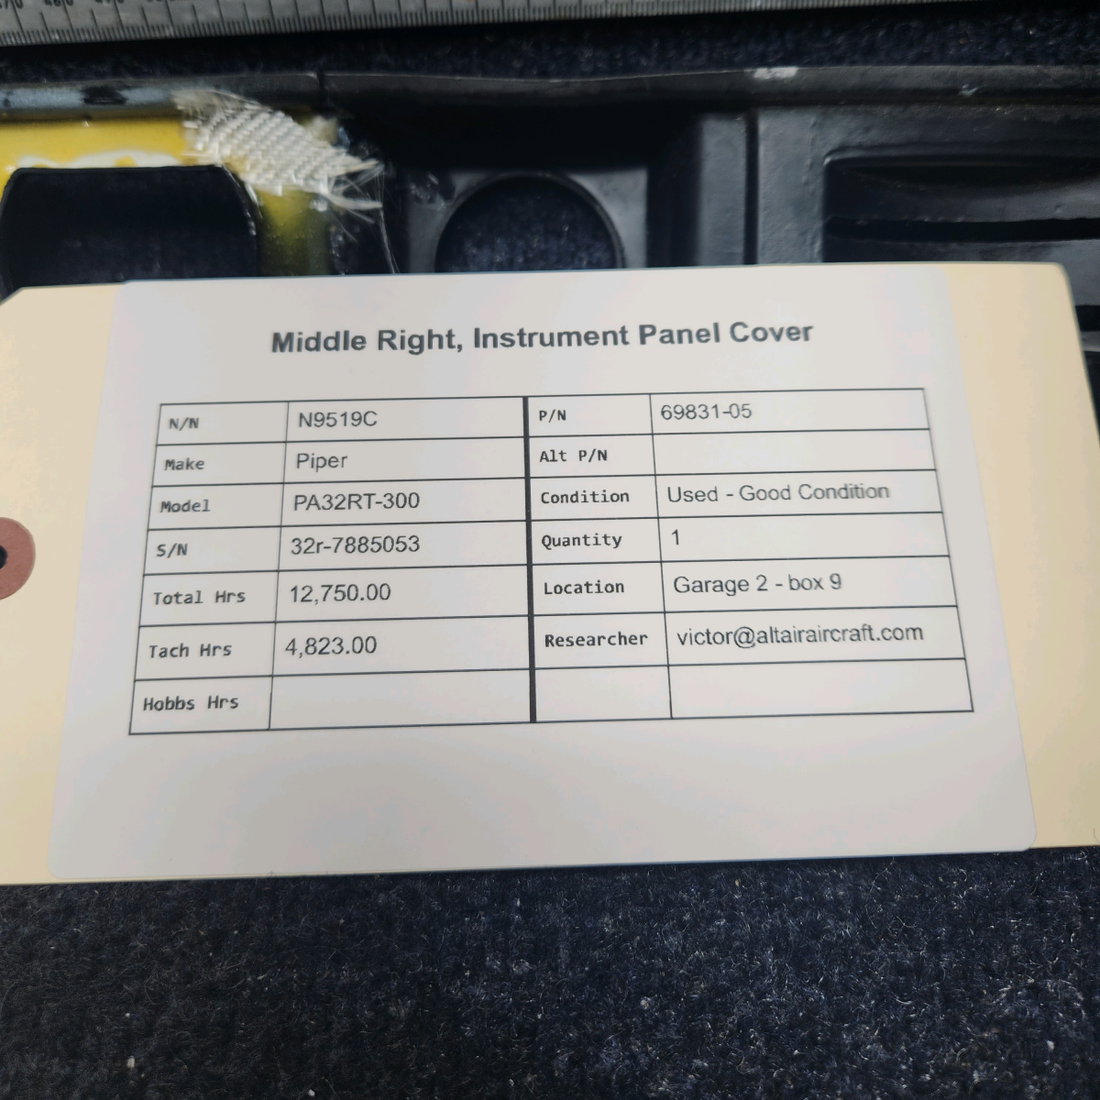 Middle Right, Instrument Panel Cover
N/N N9519C P/N 69831-05
Make Piper Alt P/N
Model PA32RT-300 Condition Used - Good Condition
S/N 32r-7885053 Quantity 1
Total Hrs 12,750.00 Location Garage 2 - box 9
Tach Hrs 4,823.00 Researcher victor@altairaircraft.com
Hobbs Hrs